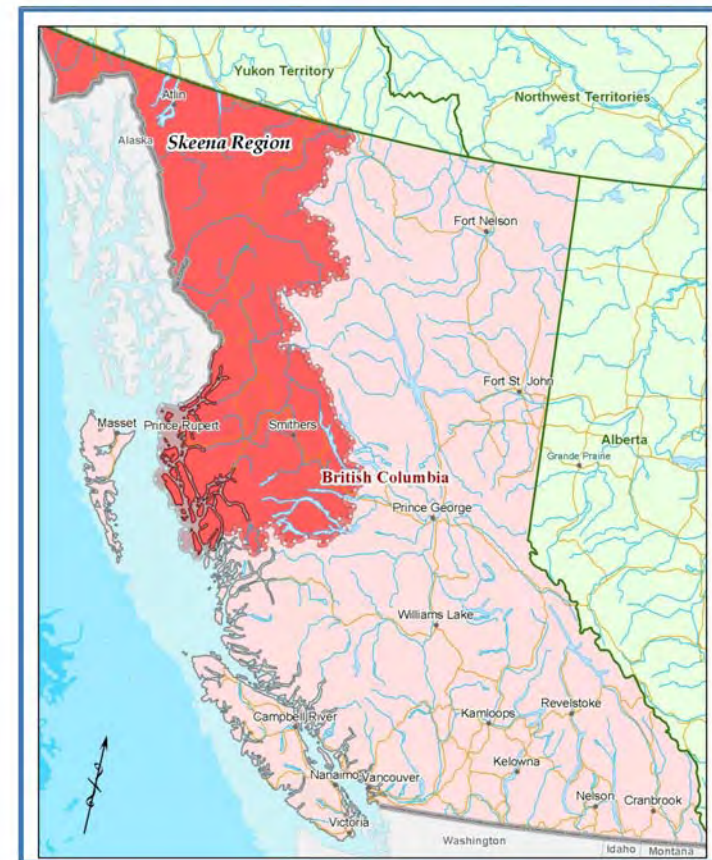 Yukon Territory
Northwest Territories
Atlin
Alaska
Skeena Region
Fort Nelson
Fort St. John
Masset
Prince Rupert
Smithers
Alberta
Grande Prairie
British Columbia
Prince George
Williams Lake
Campbell River
Kamloops
Revelstoke
Nanaimo
Vancouver
Kelowna
Nelson
Cranbrook
Victoria
Washington
Idaho
Montana